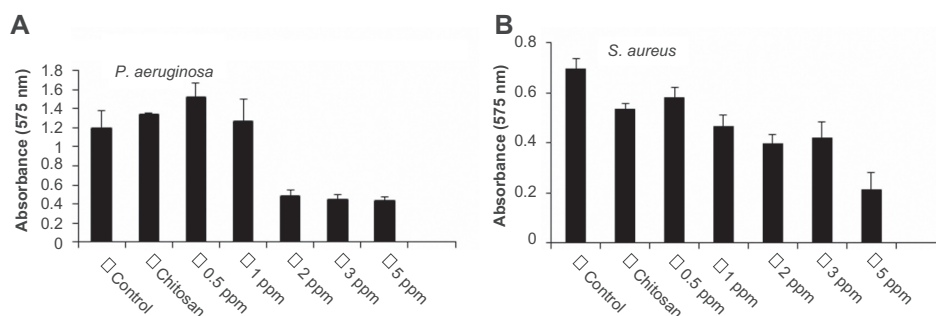 A
P. aeruginosa
Absorbance (575 nm)
1.8
1.6
1.4
1.2
1
0.8
0.6
0.4
0.2
0
□ Control
□ Chitosan
□ 0.5 ppm
□ 1 ppm
□ 2 ppm
□ 3 ppm
□ 5 ppm
B
S. aureus
Absorbance (575 nm)
0.8
0.6
0.4
0.2
0
□ Control
□ Chitosan
□ 0.5 ppm
□ 1 ppm
□ 2 ppm
□ 3 ppm
□ 5 ppm